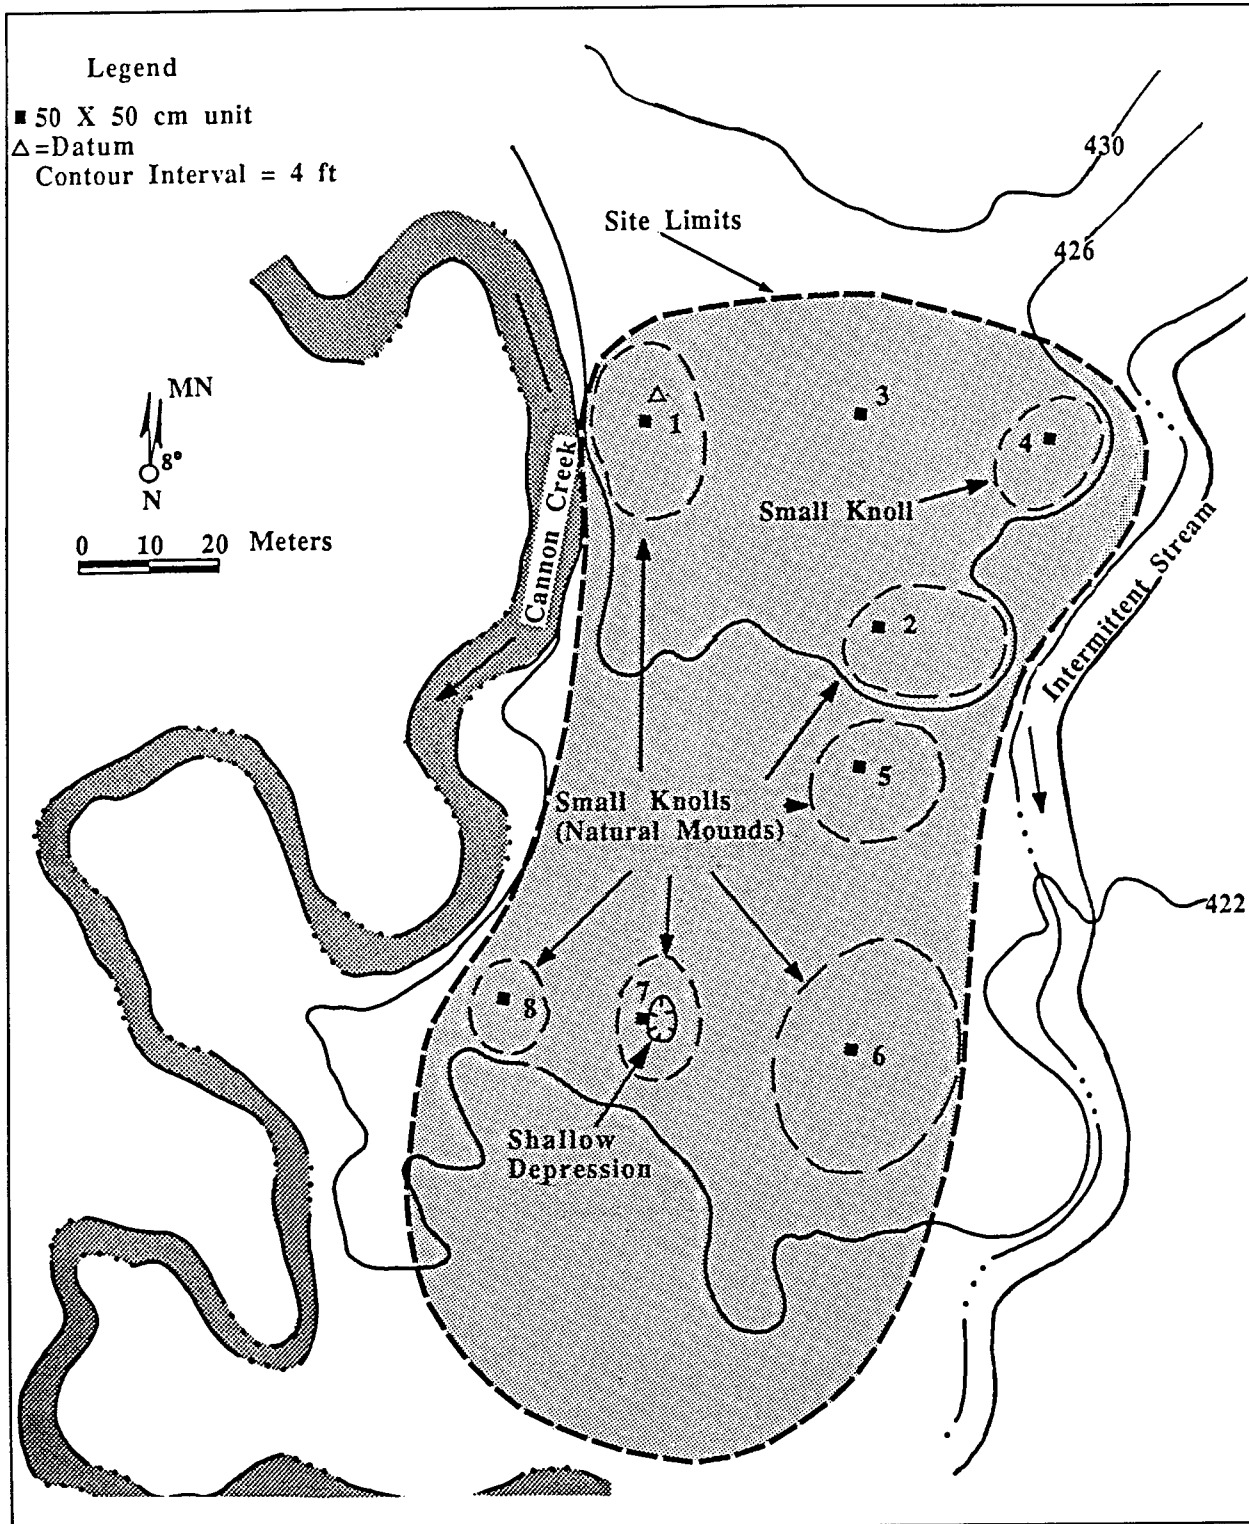 Legend
■ 50 X 50 cm unit
△=Datum
Contour Interval = 4 ft
430
Site Limits
426
MN
8°
N
0 10 20 Meters
Cannon Creek
1
3
4
Small Knoll
2
Intermittent Stream
5
Small Knolls
(Natural Mounds)
422
8
7
6
Shallow
Depression